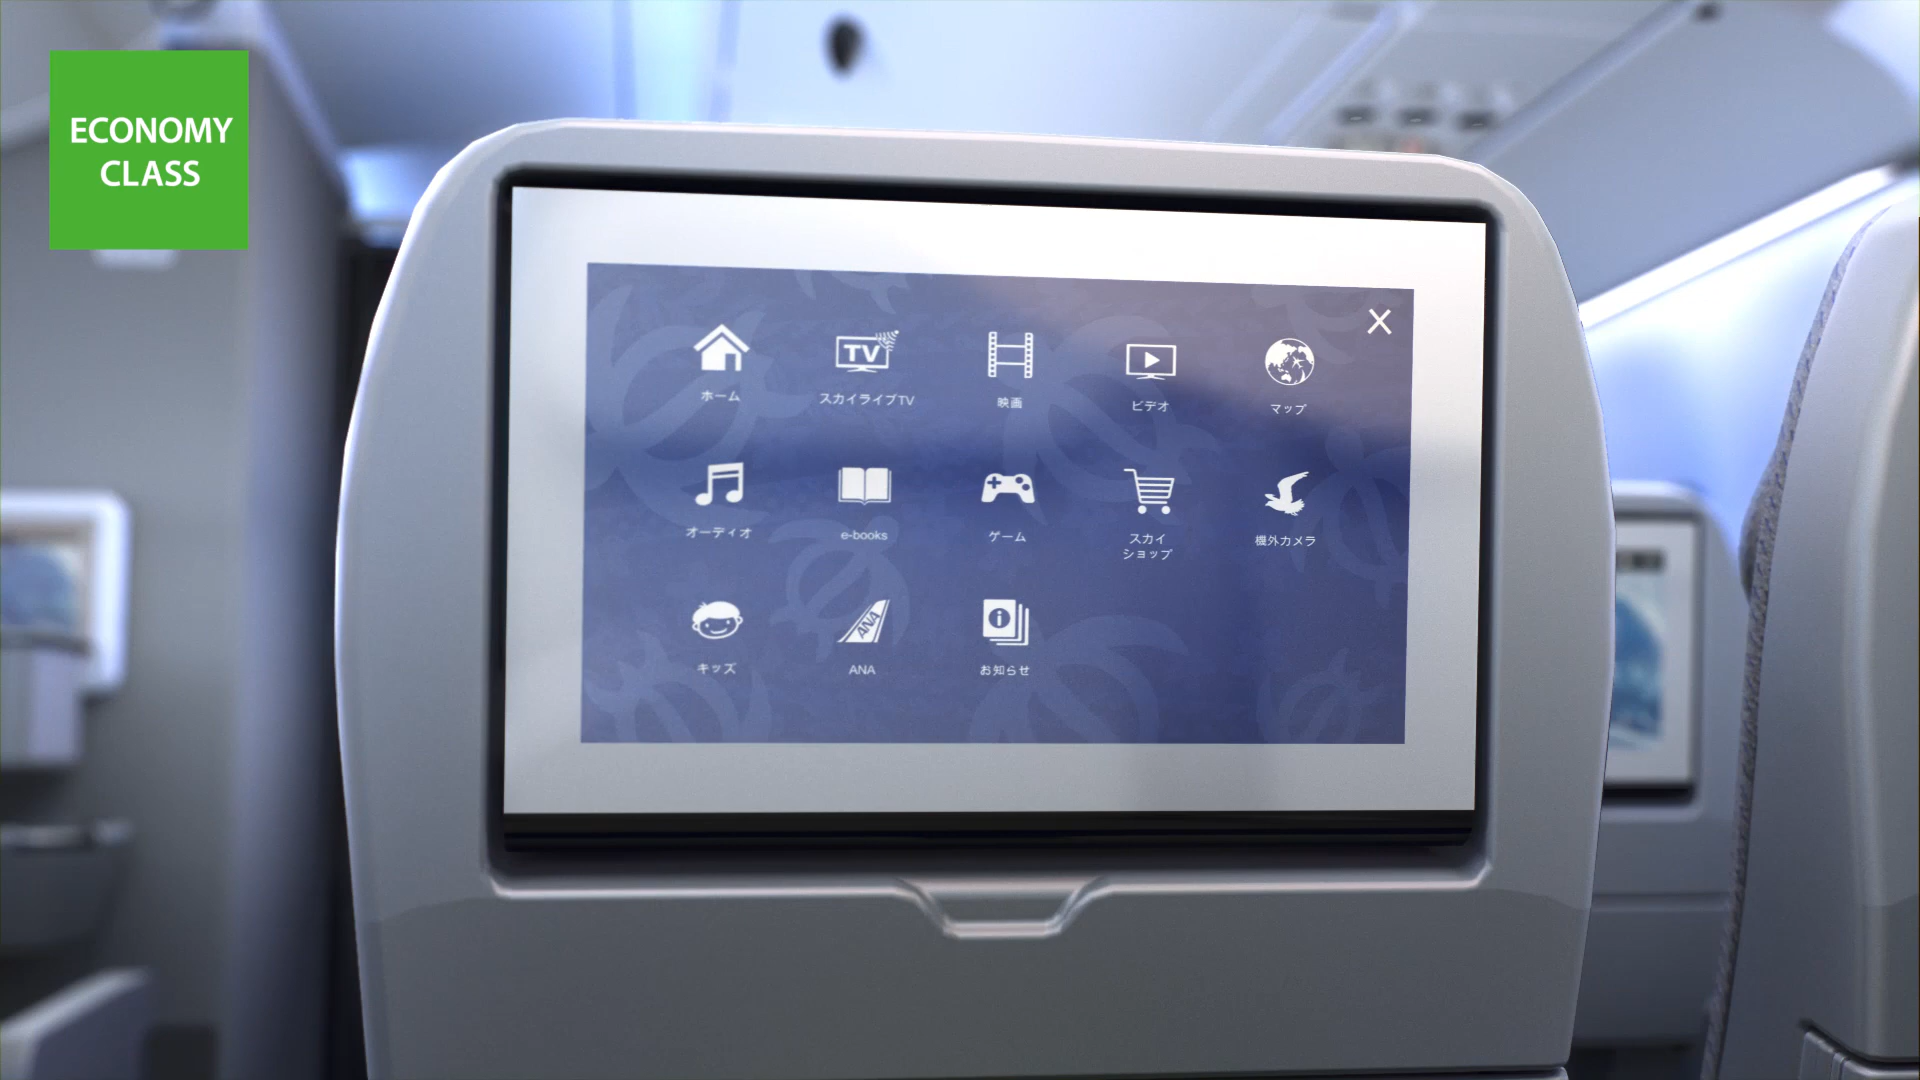 ECONOMY
CLASS
ホーム
TV
スカイライブTV
映画
ビデオ
マップ
オーディオ
e-books
ゲーム
スカイ
ショップ
機外カメラ
キッズ
ANA
ANA
お知らせ